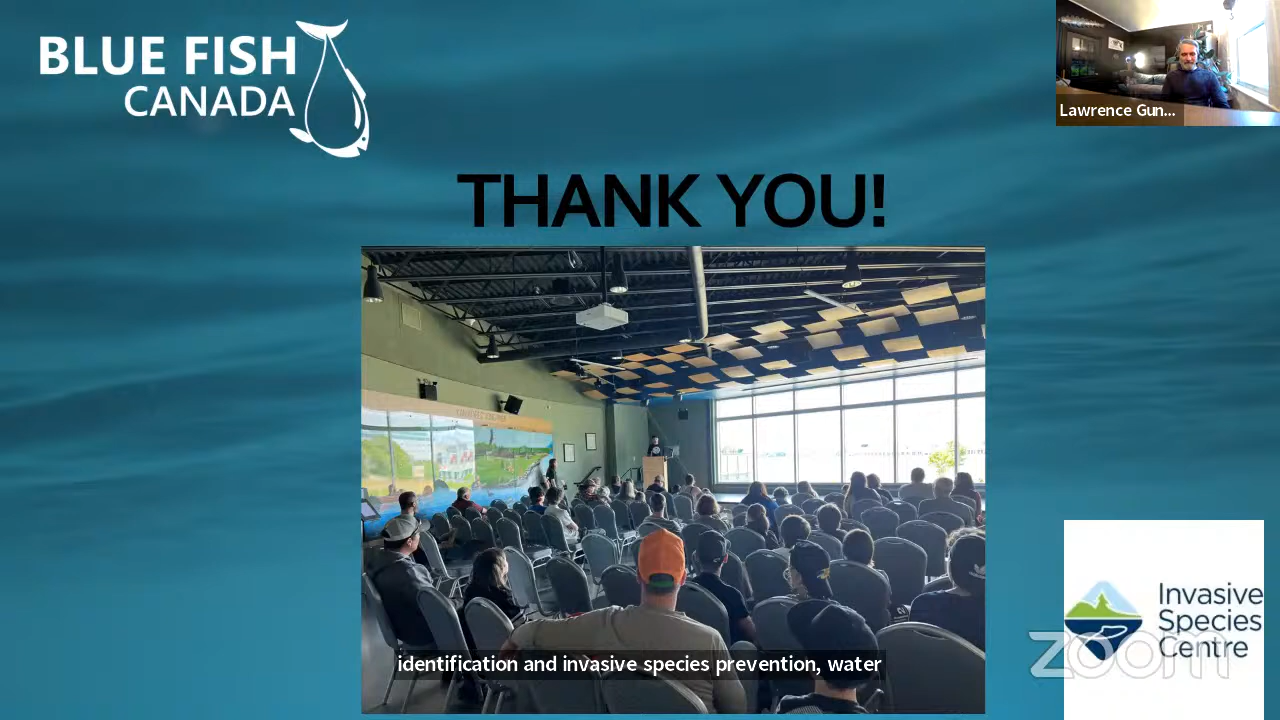 BLUE FISH
CANADA
Lawrence Gun...
THANK YOU!
identification and invasive species prevention, water
Invasive
Species
Centre
zoom